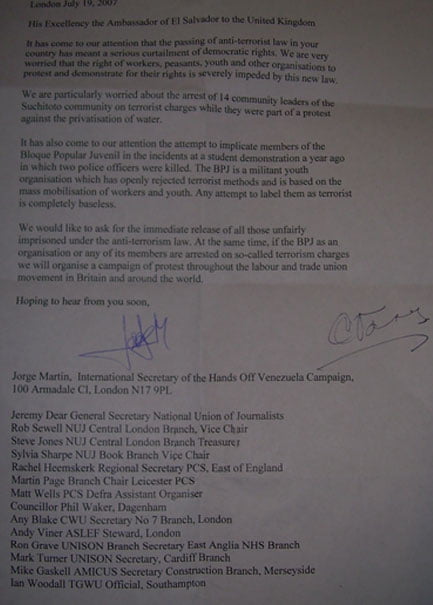 London July 19, 2007
His Excellency the Ambassador of El Salvador to the United Kingdom
It has come to our attention that the passing of anti-terrorist law in your
country has meant a serious curtailment of democratic rights. We are very
worried that the right of workers, peasants, youth and other organisations to
protest and demonstrate for their rights is severely impeded by this new law.
We are particularly worried about the arrest of 14 community leaders of the
Suchitoto community on terrorist charges while they were part of a protest
against the privatisation of water.
It has also come to our attention the attempt to implicate members of the
Bloque Popular Juvenil in the incidents at a student demonstration a year ago
in which two police officers were killed. The BPJ is a militant youth
organisation which has openly rejected terrorist methods and is based on the
mass mobilisation of workers and youth. Any attempt to label them as terrorist
is completely baseless.
We would like to ask for the immediate release of all those unfairly
imprisoned under the anti-terrorism law. At the same time, if the BPJ as an
organisation or any of its members are arrested on so-called terrorism charges
we will organise a campaign of protest throughout the labour and trade union
movement in Britain and around the world.
Hoping to hear from you soon,
Jorge Martin, International Secretary of the Hands Off Venezuela Campaign,
100 Armadale Cl, London N17 9PL
Jeremy Dear General Secretary National Union of Journalists
Rob Sewell NUJ Central London Branch, Vice Chair
Steve Jones NUJ Central London Branch Treasurer
Sylvia Sharpe NUJ Book Branch Vice Chair
Rachel Heemskerk Regional Secretary PCS, East of England
Martin Page Branch Chair Leicester PCS
Matt Wells PCS Defra Assistant Organiser
Councillor Phil Waker, Dagenham
Any Blake CWU Secretary No 7 Branch, London
Andy Viner ASLEF Steward, London
Ron Grave UNISON Branch Secretary East Anglia NHS Branch
Mark Turner UNISON Secretary, Cardiff Branch
Mike Gaskell AMICUS Secretary Construction Branch, Merseyside
Ian Woodall TGWU Official, Southampton